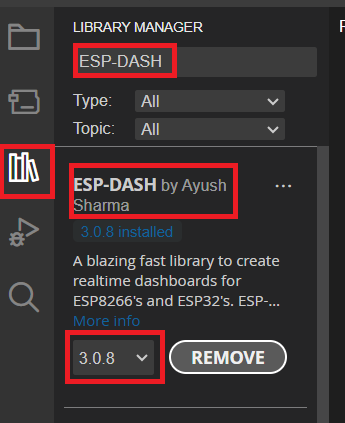 LIBRARY MANAGER
ESP-DASH
Type: All
Topic: All
ESP-DASH by Ayush
Sharma
...
3.0.8 installed
A blazing fast library to create
realtime dashboards for
ESP8266's and ESP32's. ESP-...
More info
3.0.8 REMOVE